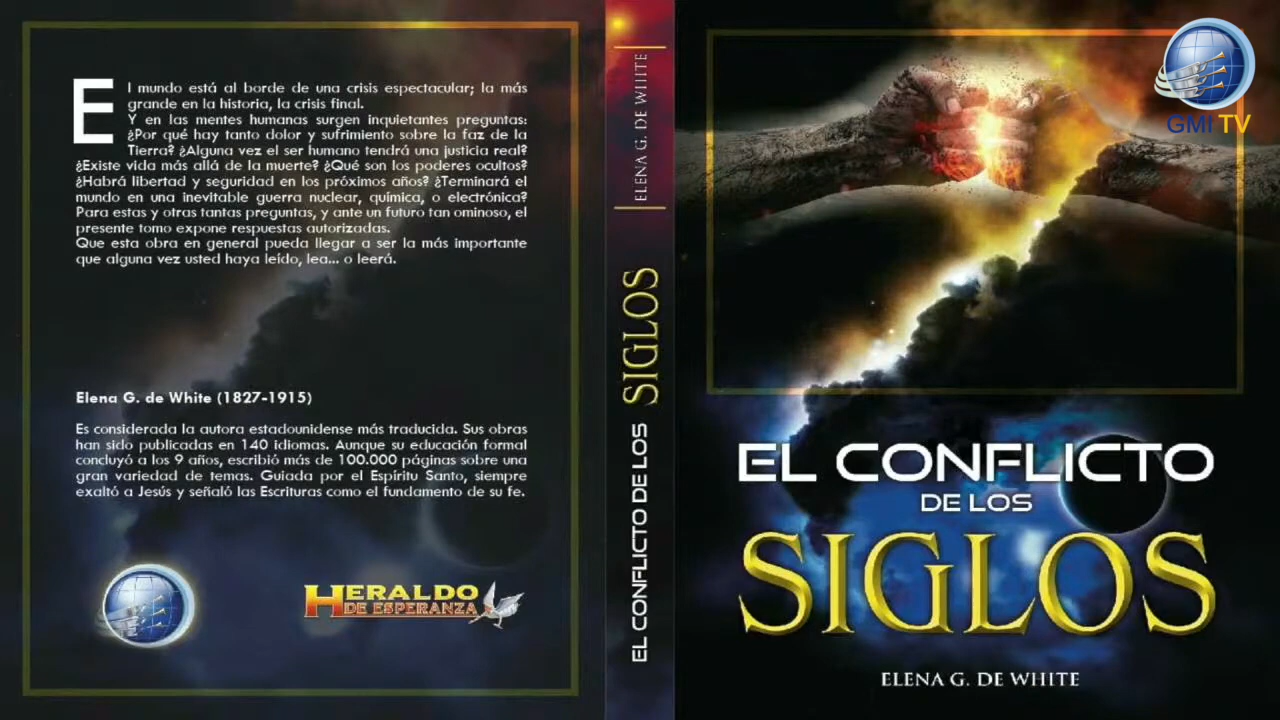 El mundo está al borde de una crisis espectacular; la más
grande en la historia, la crisis final.
Y en las mentes humanas surgen inquietantes preguntas:
¿Por qué hay tanto dolor y sufrimiento sobre la faz de la
Tierra? ¿Alguna vez el ser humano tendrá una justicia real?
¿Existe vida más allá de la muerte? ¿Qué son los poderes ocultos?
¿Habrá libertad y seguridad en los próximos años? ¿Terminará el
mundo en una inevitable guerra nuclear, química, o electrónica?
Para estas y otras tantas preguntas, y ante un futuro tan ominoso, el
presente tomo expone respuestas autorizadas.
Que esta obra en general pueda llegar a ser la más importante
que alguna vez usted haya leído, lea... o leerá.
Elena G. de White (1827-1915)
Es considerada la autora estadounidense más traducida. Sus obras
han sido publicadas en 140 idiomas. Aunque su educación formal
concluyó a los 9 años, escribió más de 100.000 páginas sobre una
gran variedad de temas. Guiada por el Espíritu Santo, siempre
exaltó a Jesús y señaló las Escrituras como el fundamento de su fe.
HERALDO
DE ESPERANZA
EL CONFLICTO DE LOS SIGLOS
ELENA G. DE WHITE
GMI TV
EL CONFLICTO
DE LOS
SIGLOS
ELENA G. DE WHITE